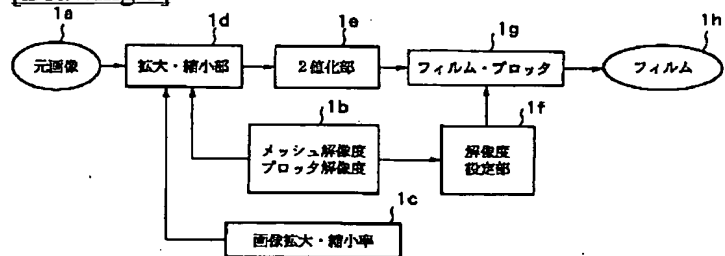 1a
1d
1e
1g
1h
元画像
拡大・縮小部
2値化部
フィルム・プロッタ
フィルム
1b
1f
メッシュ解像度
プロッタ解像度
解像度
設定部
1c
画像拡大・縮小率